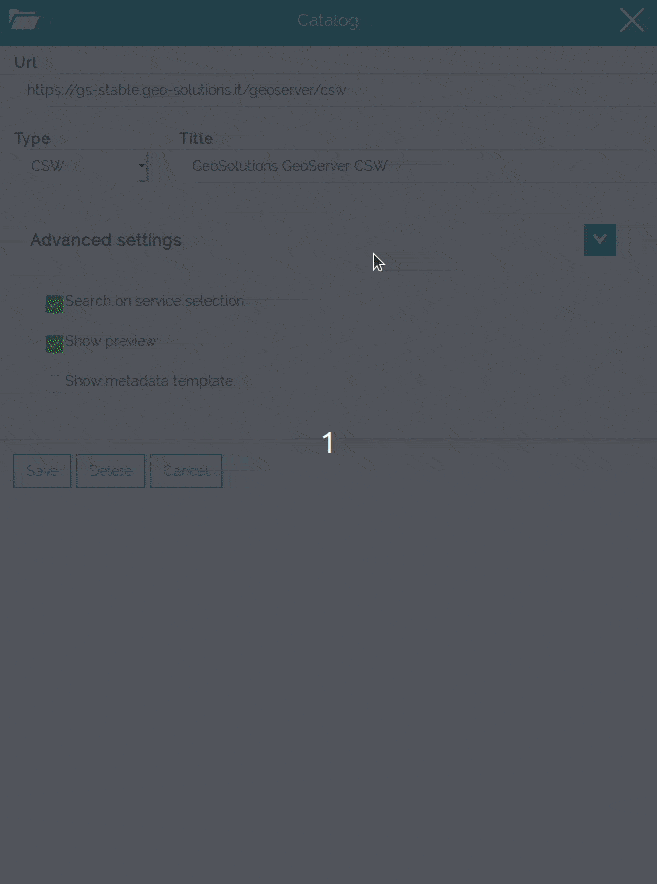 Catalog
Url
https://gs-stable.geo-solutions.it/geoserver/csw
Type Title
CSW GeoSolutions GeoServer CSW
Advanced settings
Search on service selection
Show preview
Show metadata template
1
Save Delete Cancel